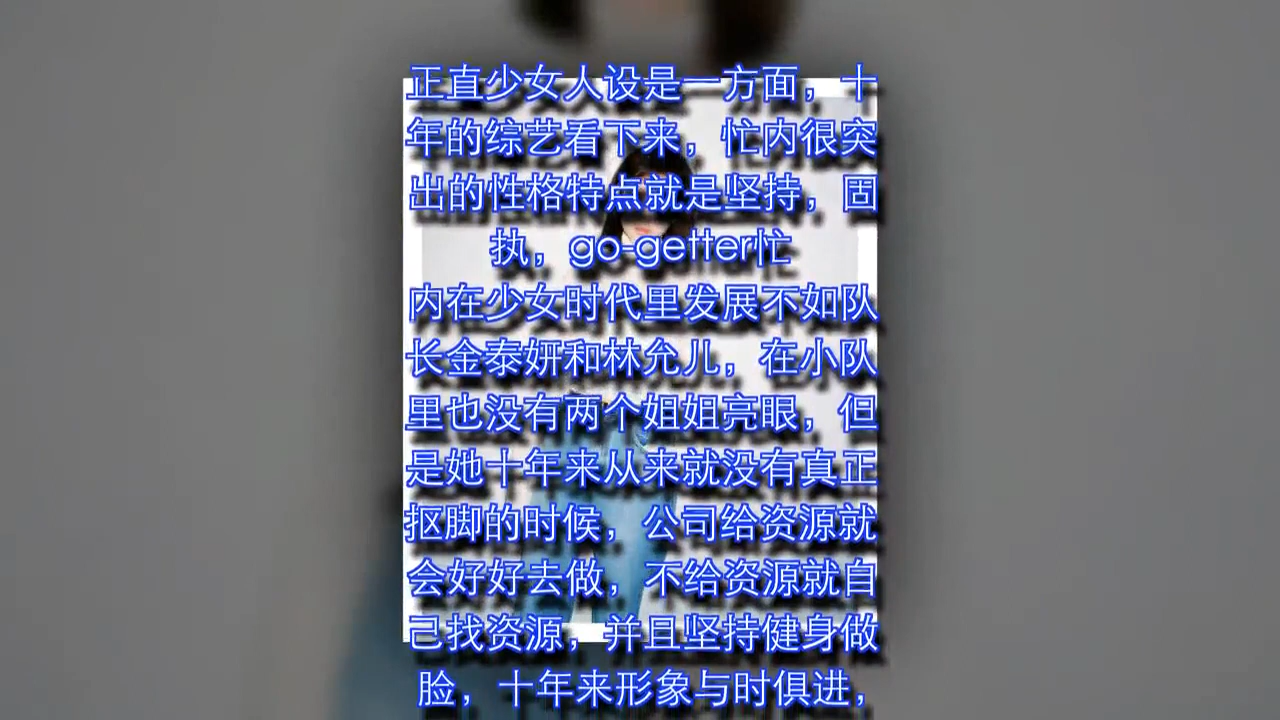 正直少女人设是一方面，十
年的综艺看下来，忙内很突
出的性格特点就是坚持，固
执，go-getter忙
内在少女时代里发展不如队
长金泰妍和林允儿，在小队
里也没有两个姐姐亮眼，但
是她十年来从来就没有真正
抠脚的时候，公司给资源就
会好好去做，不给资源就自
己找资源，并且坚持健身做
脸，十年来形象与时俱进，